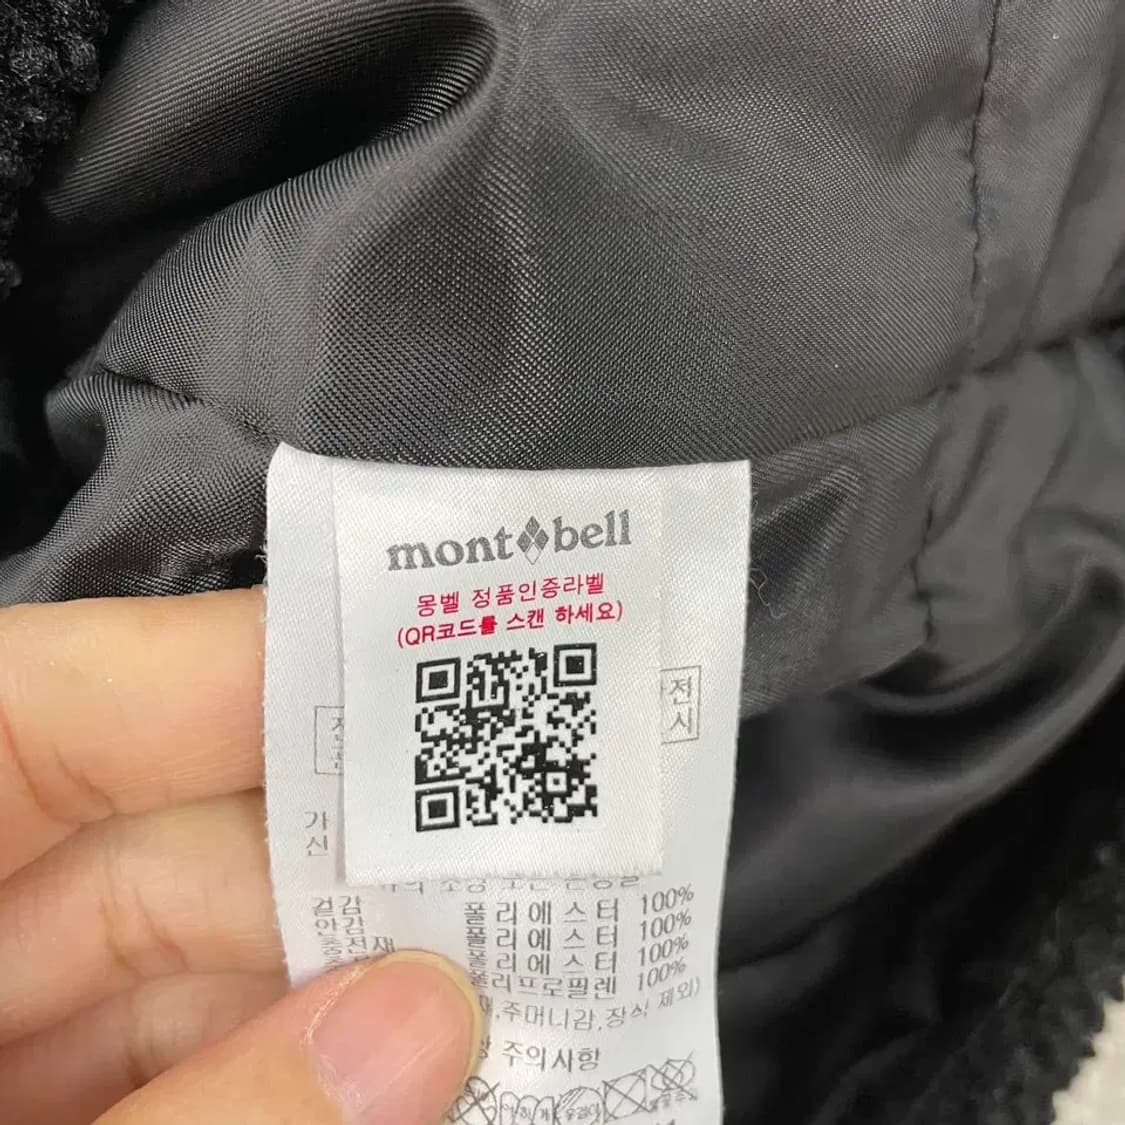 mont bell
몽벨 정품인증라벨
(QR코드를 스캔 하세요)
전
시
가
신
겉감 폴리에스터 100%
안감 폴리에스터 100%
충전재 폴리에스터 100%
폴리프로필렌 100%
주머니감,장식 제외)
주의사항